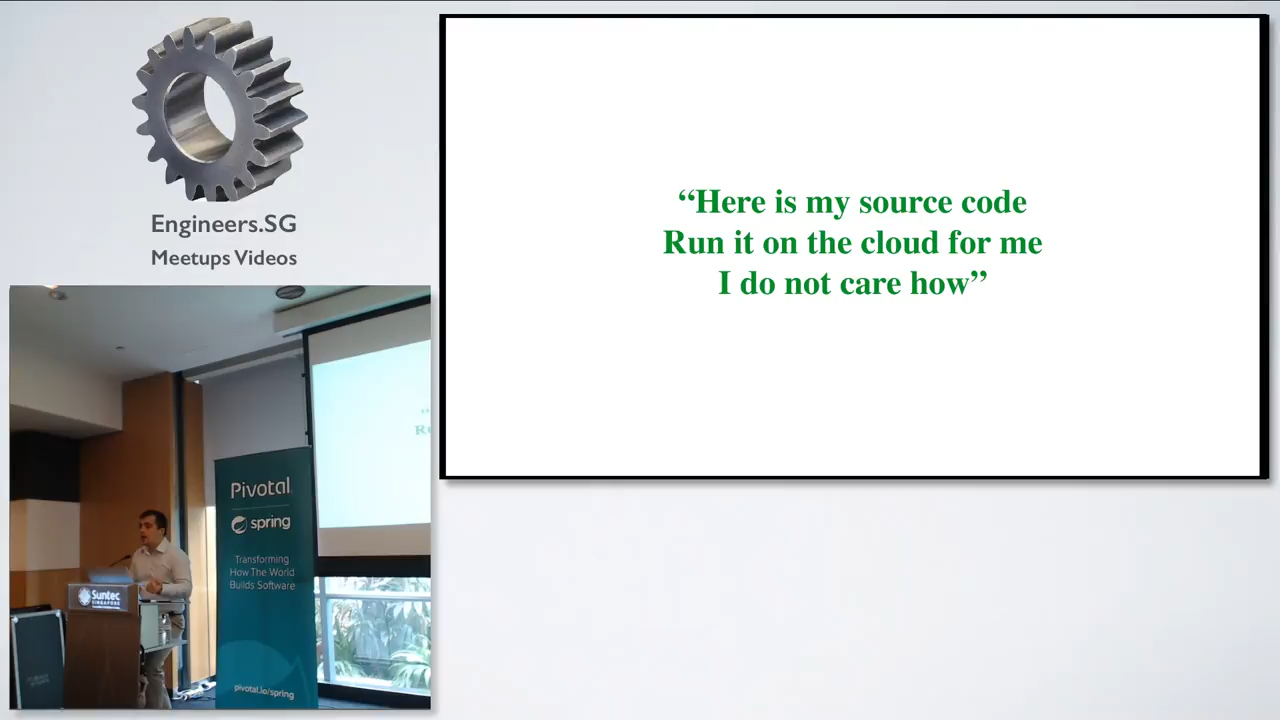 Engineers.SG
Meetups Videos
“Here is my source code
Run it on the cloud for me
I do not care how”
Pivotal
spring
Transforming
How The World
Builds Software
pivotal.io/spring
Suntec
SINGAPORE